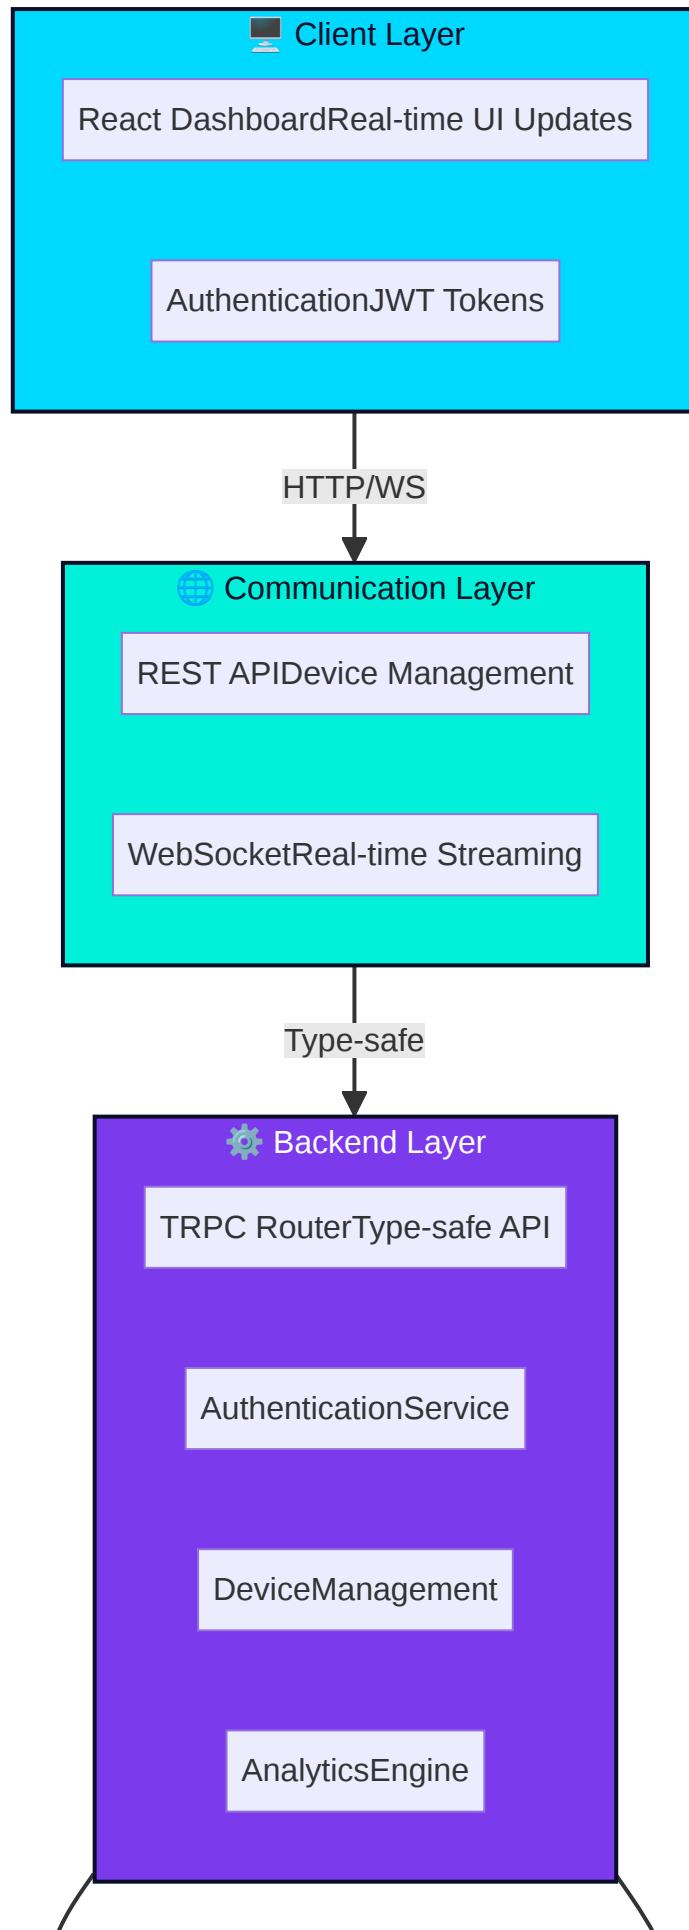 🖥️ Client Layer
React DashboardReal-time UI Updates
AuthenticationJWT Tokens
HTTP/WS
🌐 Communication Layer
REST APIDevice Management
WebSocketReal-time Streaming
Type-safe
⚙️ Backend Layer
TRPC RouterType-safe API
AuthenticationService
DeviceManagement
AnalyticsEngine